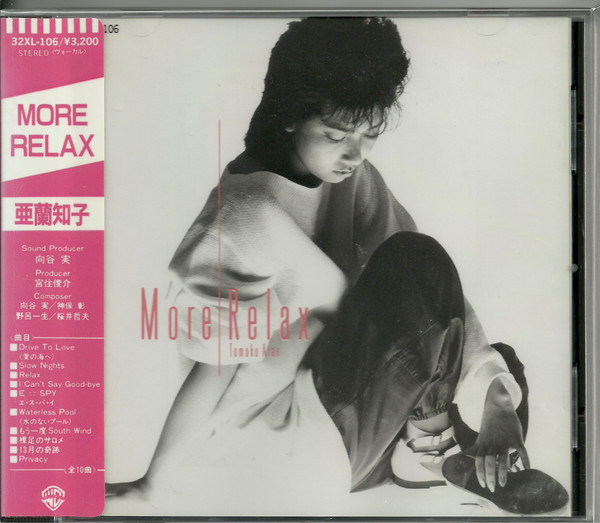 32XL-106/¥3,200
STEREO〈ヴォーカル〉
MORE
RELAX
亜蘭知子
Sound Producer
向谷 実
Producer
宮住俊介
Composer
向谷 実／神保 彰
野呂一生／桜井哲夫
〈曲目〉
■Drive To Love
(愛の海へ)
■Slow Nights
■Relax
■I Can't Say Good-bye
■E☆SPY
エ・ス・パ・イ
■Waterless Pool
(水のないプール)
■もう一度South Wind
■裸足のサロメ
■13月の奇跡
■Privacy
〈全10曲〉
106
More Relax
Tomoko Aran